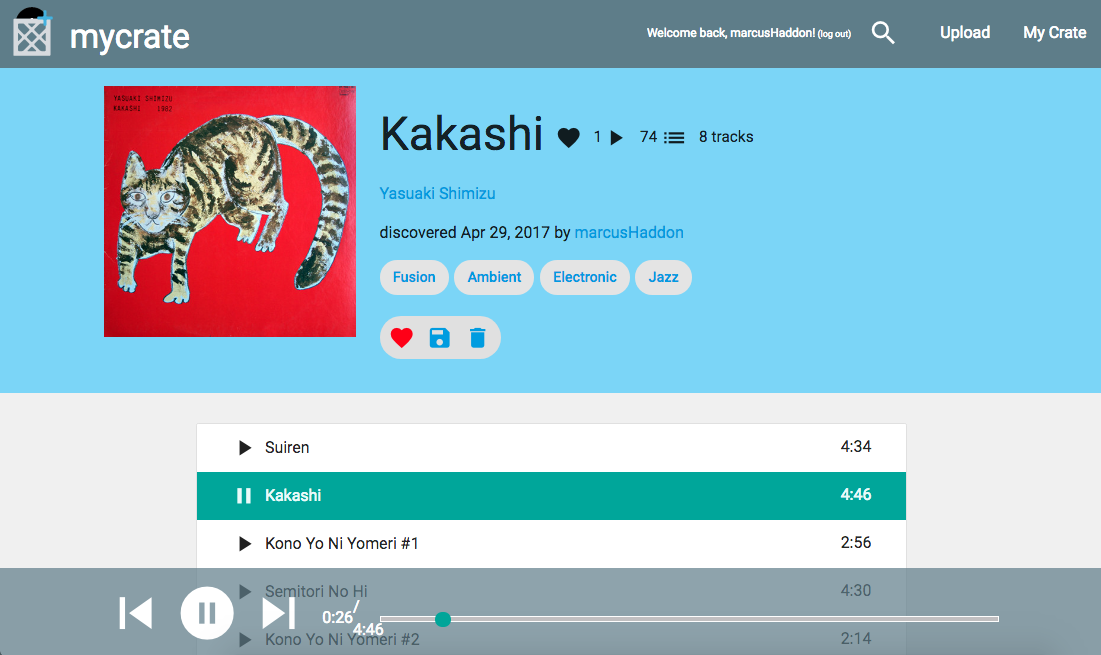 mycrate
Welcome back, marcusHaddon! (log out)
Upload
My Crate
YASUAKI SHIMIZU
KAKASHI 1982
Kakashi 1 74 8 tracks
Yasuaki Shimizu
discovered Apr 29, 2017 by marcusHaddon
Fusion Ambient Electronic Jazz
Suiren 4:34
Kakashi 4:46
Kono Yo Ni Yomeri #1 2:56
Semitori No Hi 4:30
0:26/
4:46
Kono Yo Ni Yomeri #2 2:14